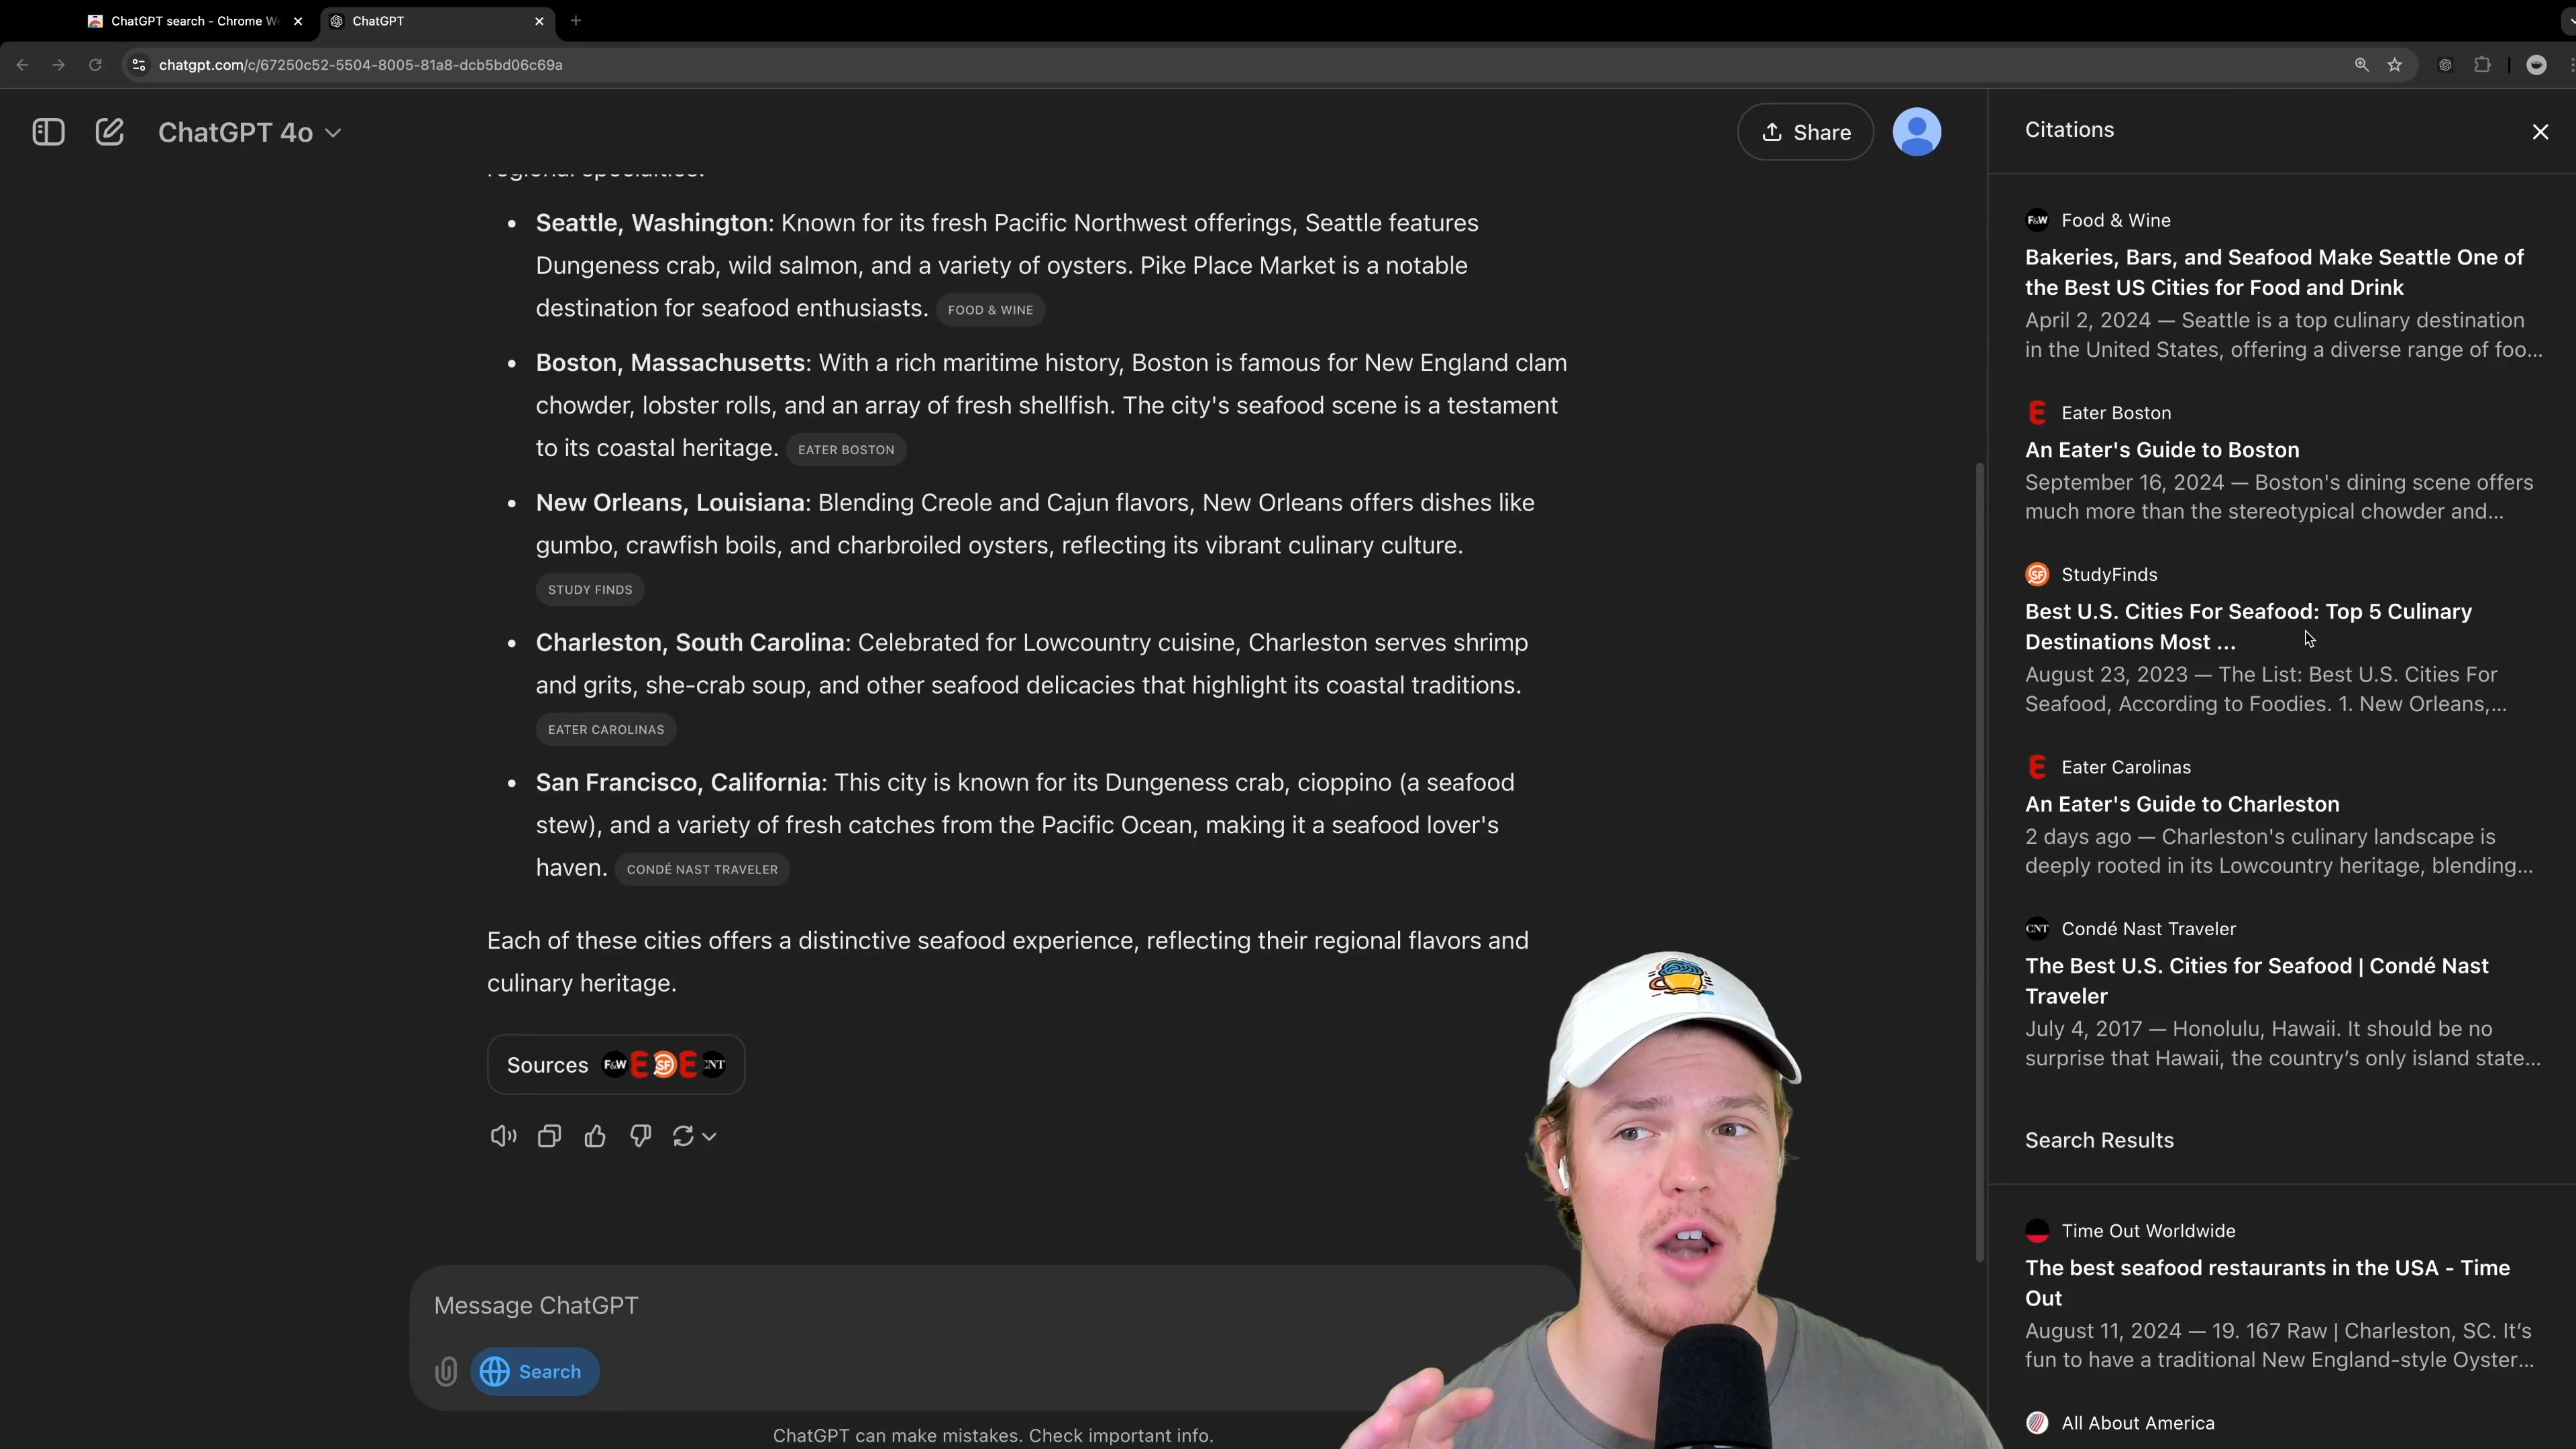 ChatGPT search - Chrome We
ChatGPT
chatgpt.com/c/67250c52-5504-8005-81a8-dcb5bd06c69a
ChatGPT 4o
Share
regional specialties.
Seattle, Washington: Known for its fresh Pacific Northwest offerings, Seattle features
Dungeness crab, wild salmon, and a variety of oysters. Pike Place Market is a notable
destination for seafood enthusiasts. FOOD & WINE
Boston, Massachusetts: With a rich maritime history, Boston is famous for New England clam
chowder, lobster rolls, and an array of fresh shellfish. The city's seafood scene is a testament
to its coastal heritage. EATER BOSTON
New Orleans, Louisiana: Blending Creole and Cajun flavors, New Orleans offers dishes like
gumbo, crawfish boils, and charbroiled oysters, reflecting its vibrant culinary culture.
STUDY FINDS
Charleston, South Carolina: Celebrated for Lowcountry cuisine, Charleston serves shrimp
and grits, she-crab soup, and other seafood delicacies that highlight its coastal traditions.
EATER CAROLINAS
San Francisco, California: This city is known for its Dungeness crab, cioppino (a seafood
stew), and a variety of fresh catches from the Pacific Ocean, making it a seafood lover's
haven. CONDÉ NAST TRAVELER
Each of these cities offers a distinctive seafood experience, reflecting their regional flavors and
culinary heritage.
Sources F&W E SF E CNT
Message ChatGPT
Search
ChatGPT can make mistakes. Check important info.
Citations
F&W Food & Wine
Bakeries, Bars, and Seafood Make Seattle One of
the Best US Cities for Food and Drink
April 2, 2024 — Seattle is a top culinary destination
in the United States, offering a diverse range of foo...
E Eater Boston
An Eater's Guide to Boston
September 16, 2024 — Boston's dining scene offers
much more than the stereotypical chowder and...
SF StudyFinds
Best U.S. Cities For Seafood: Top 5 Culinary
Destinations Most ...
August 23, 2023 — The List: Best U.S. Cities For
Seafood, According to Foodies. 1. New Orleans,...
E Eater Carolinas
An Eater's Guide to Charleston
2 days ago — Charleston's culinary landscape is
deeply rooted in its Lowcountry heritage, blending...
CNT Condé Nast Traveler
The Best U.S. Cities for Seafood | Condé Nast
Traveler
July 4, 2017 — Honolulu, Hawaii. It should be no
surprise that Hawaii, the country's only island state...
Search Results
Time Out Worldwide
The best seafood restaurants in the USA - Time
Out
August 11, 2024 — 19. 167 Raw | Charleston, SC. It's
fun to have a traditional New England-style Oyster...
All About America